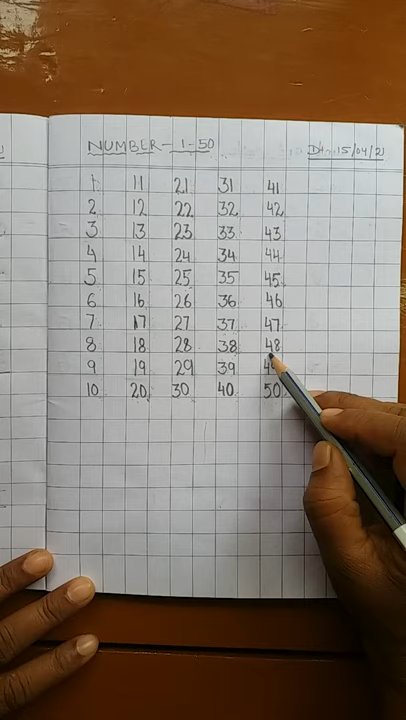 NUMBER - 1-50
Dt- 15/04/21
1 11 21 31 41
2 12 22 32 42
3 13 23 33 43
4 14 24 34 44
5 15 25 35 45
6 16 26 36 46
7 17 27 37 47
8 18 28 38 48
9 19 29 39
10 20 30 40 50